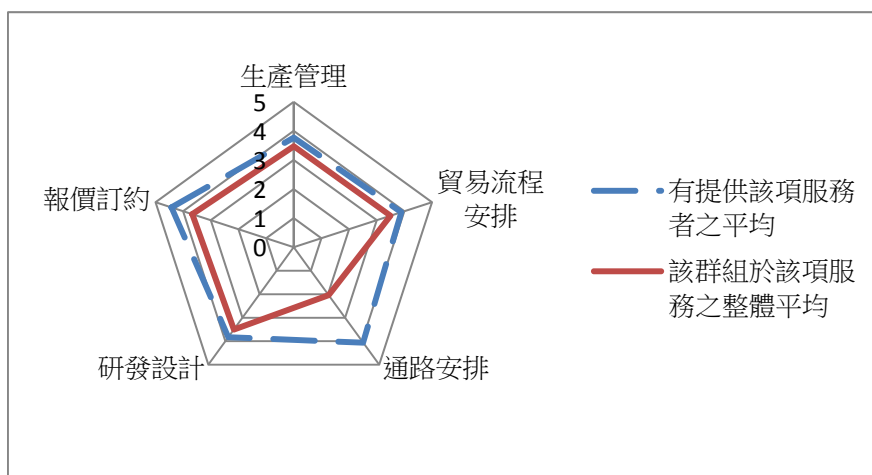 生產管理
5
4
3
2
1
0
貿易流程
安排
報價訂約
研發設計
通路安排
有提供該項服務
者之平均
該群組於該項服
務之整體平均